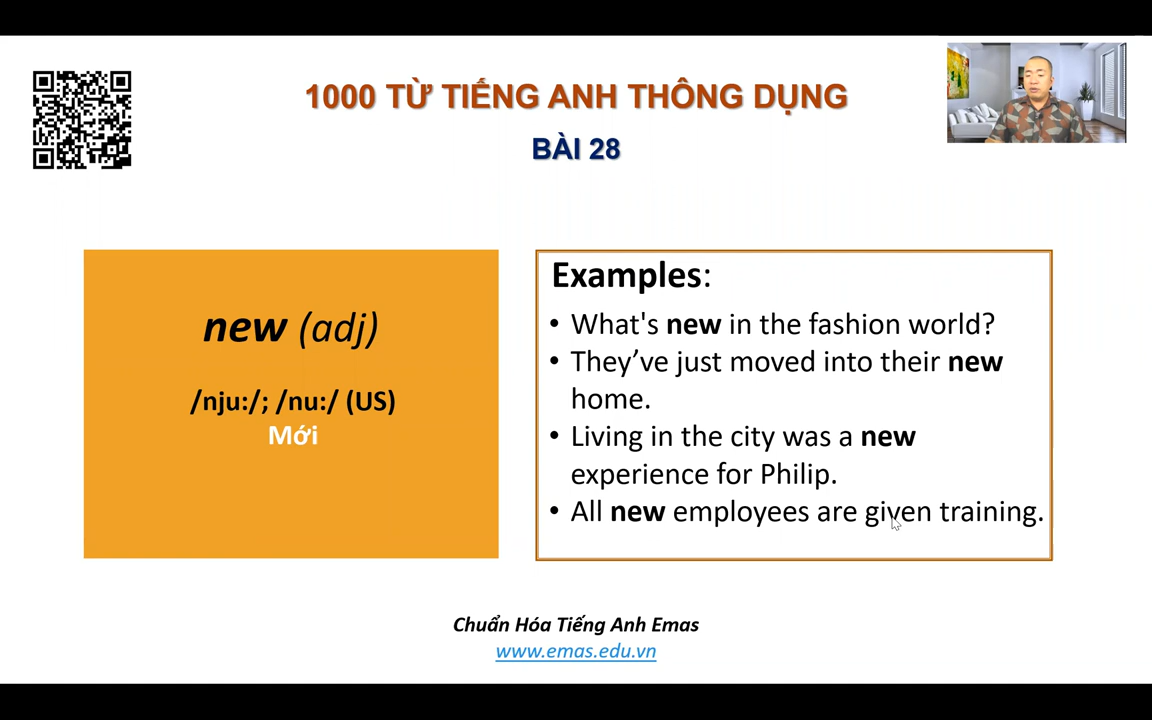 1000 TỪ TIẾNG ANH THÔNG DỤNG
BÀI 28
new (adj)
/nju:/; /nu:/ (US)
Mới
Examples:
• What's new in the fashion world?
• They’ve just moved into their new
home.
• Living in the city was a new
experience for Philip.
• All new employees are given training.
Chuẩn Hóa Tiếng Anh Emas
www.emas.edu.vn